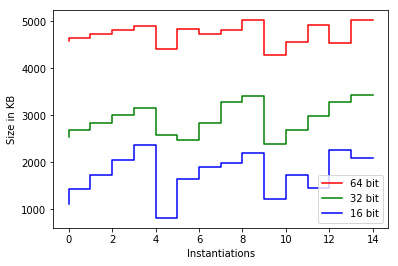 5000
4000
3000
2000
1000
Size in KB
64 bit
32 bit
16 bit
0 2 4 6 8 10 12 14
Instantiations